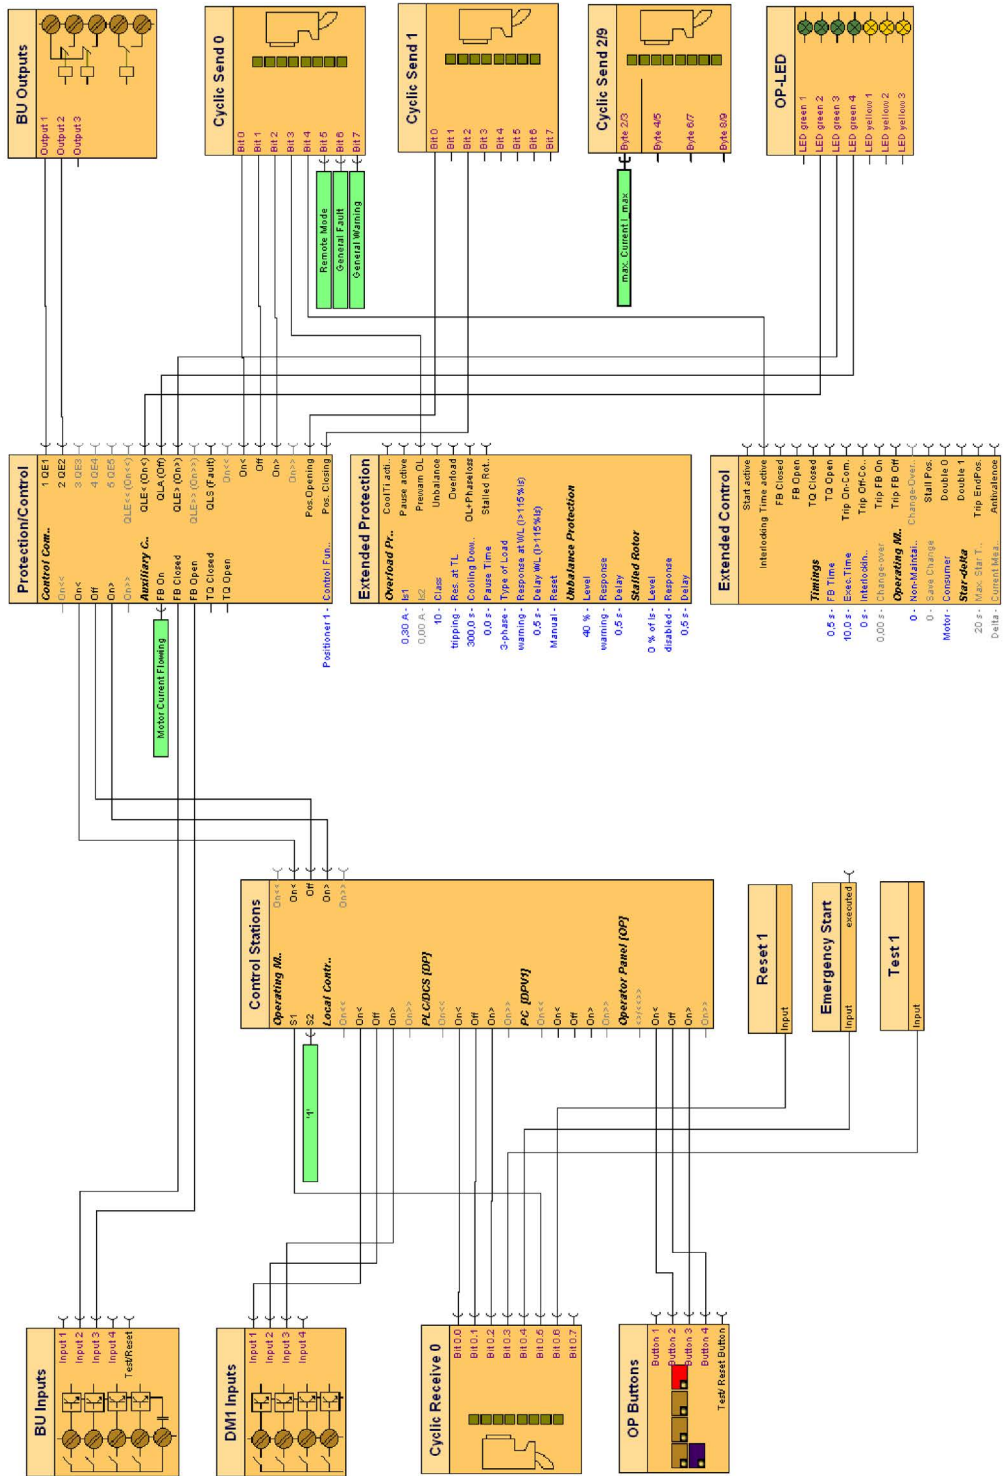 BU Inputs
Input 1
Input 2
Input 3
Input 4
Test/Reset
DM1 Inputs
Input 1
Input 2
Input 3
Input 4
Cyclic Receive 0
Bit 0.0
Bit 0.1
Bit 0.2
Bit 0.3
Bit 0.4
Bit 0.5
Bit 0.6
Bit 0.7
OP Buttons
Button 1
Button 2
Button 3
Button 4
Test/ Reset Button
Control Stations
Operating M..
S1
'1'
S2
Local Contr..
On<<
On<
Off
On>
On>>
PLC/DCS [DP]
On<<
On<
Off
On>
On>>
PC [DPV1]
On<<
On<
Off
On>
On>>
Operator Panel [OP]
<>/<<>>
On<
Off
On>
On>>
On<<
On<
Off
On>
On>>
Reset 1
Input
Emergency Start
Input
executed
Test 1
Input
Protection/Control
Control Com..
On<<
On<
Off
On>
On>>
Auxiliary C..
Motor Current Flowing
FB On
FB Closed
FB Open
TQ Closed
TQ Open
Positioner 1 - Control Fun..
1 QE1
2 QE2
3 QE3
4 QE4
5 QE5
QLE<< (On<<)
QLE< (On<)
QLA (Off)
QLE> (On>)
QLE>> (On>>)
QLS (Fault)
On<<
On<
Off
On>
On>>
Pos.Opening
Pos. Closing
Extended Protection
Overload Pr..
0,30 A - Is1
0,00 A - Is2
10 - Class
tripping - Res. at TL
300,0 s - Cooling Dow..
0,0 s - Pause Time
3-phase - Type of Load
warning - Response at WL (I>115%Is)
0,5 s - Delay WL (I>115%Is)
Manual - Reset
Unbalance Protection
40 % - Level
warning - Response
0,5 s - Delay
Stalled Rotor
0 % of Is - Level
disabled - Response
0,5 s - Delay
CoolTi acti..
Pause active
Prewarn OL
Unbalance
Overload
OL+Phaseloss
Stalled Rot..
Extended Control
Timings
0,5 s - FB Time
10,0 s - Exec.Time
0 s - Interlockin..
0,00 s - Change-over
Operating M..
0 - Non-Maintai..
0 - Save Change
Motor - Consumer
Star-delta
20 s - Max. Star T..
Delta - Current Mea..
Start active
Interlocking Time active
FB Closed
FB Open
TQ Closed
TQ Open
Trip On-Com..
Trip Off-Co..
Trip FB On
Trip FB Off
Change-Over..
Stall Pos.
Double 0
Double 1
Trip EndPos.
Antivalence
BU Outputs
Output 1
Output 2
Output 3
Cyclic Send 0
Bit 0
Bit 1
Bit 2
Bit 3
Bit 4
Remote Mode
Bit 5
General Fault
Bit 6
General Warning
Bit 7
Cyclic Send 1
Bit 0
Bit 1
Bit 2
Bit 3
Bit 4
Bit 5
Bit 6
Bit 7
Cyclic Send 2/9
max. Current I_max
Byte 2/3
Byte 4/5
Byte 6/7
Byte 8/9
OP-LED
LED green 1
LED green 2
LED green 3
LED green 4
LED yellow 1
LED yellow 2
LED yellow 3